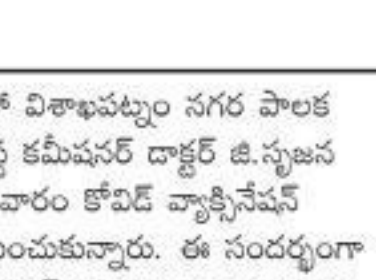 విశాఖపట్నం నగర పాలక
కమీషనర్ డాక్టర్ జి.సృజన
కోవిడ్ వ్యాక్సినేషన్
ఈ సందర్భంగా